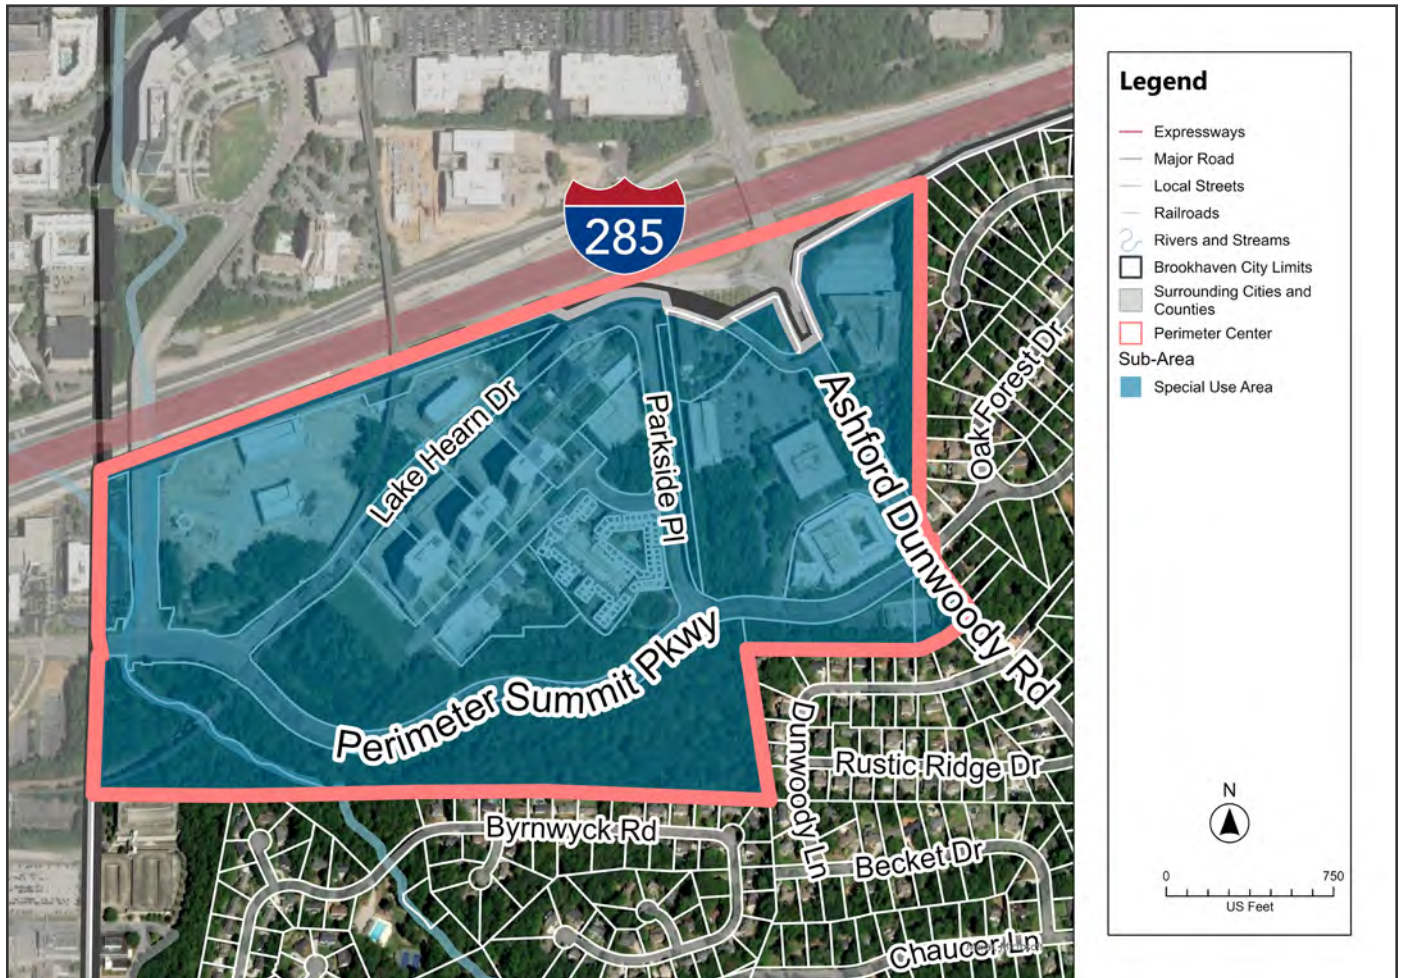 285
Lake Hearn Dr
Parkside Pl
Ashford Dunwoody Rd
Oak Forest Dr
Perimeter Summit Pkwy
Dunwoody Ln
Rustic Ridge Dr
Byrnwyck Rd
Becket Dr
Chaucer Ln
Legend
Expressways
Major Road
Local Streets
Railroads
Rivers and Streams
Brookhaven City Limits
Surrounding Cities and
Counties
Perimeter Center
Sub-Area
Special Use Area
N
0 750
US Feet